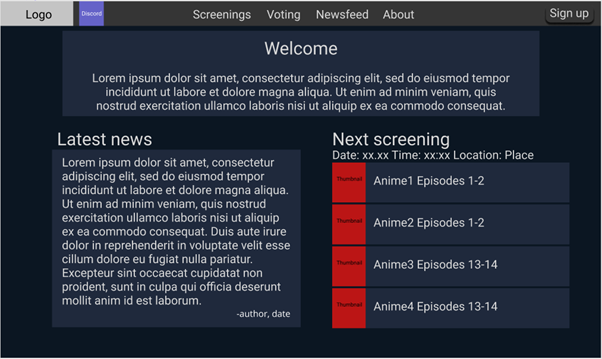 Logo
Discord
Screenings Voting Newsfeed About
Sign up
Welcome
Lorem ipsum dolor sit amet, consectetur adipiscing elit, sed do eiusmod tempor
incididunt ut labore et dolore magna aliqua. Ut enim ad minim veniam, quis
nostrud exercitation ullamco laboris nisi ut aliquip ex ea commodo consequat.
Latest news
Lorem ipsum dolor sit amet, consectetur
adipiscing elit, sed do eiusmod tempor
incididunt ut labore et dolore magna aliqua.
Ut enim ad minim veniam, quis nostrud
exercitation ullamco laboris nisi ut aliquip
ex ea commodo consequat. Duis aute irure
dolor in reprehenderit in voluptate velit esse
cillum dolore eu fugiat nulla pariatur.
Excepteur sint occaecat cupidatat non
proident, sunt in culpa qui officia deserunt
mollit anim id est laborum.
-author, date
Next screening
Date: xx.xx Time: xx:xx Location: Place
Thumbnail
Anime1 Episodes 1-2
Thumbnail
Anime2 Episodes 1-2
Thumbnail
Anime3 Episodes 13-14
Thumbnail
Anime4 Episodes 13-14